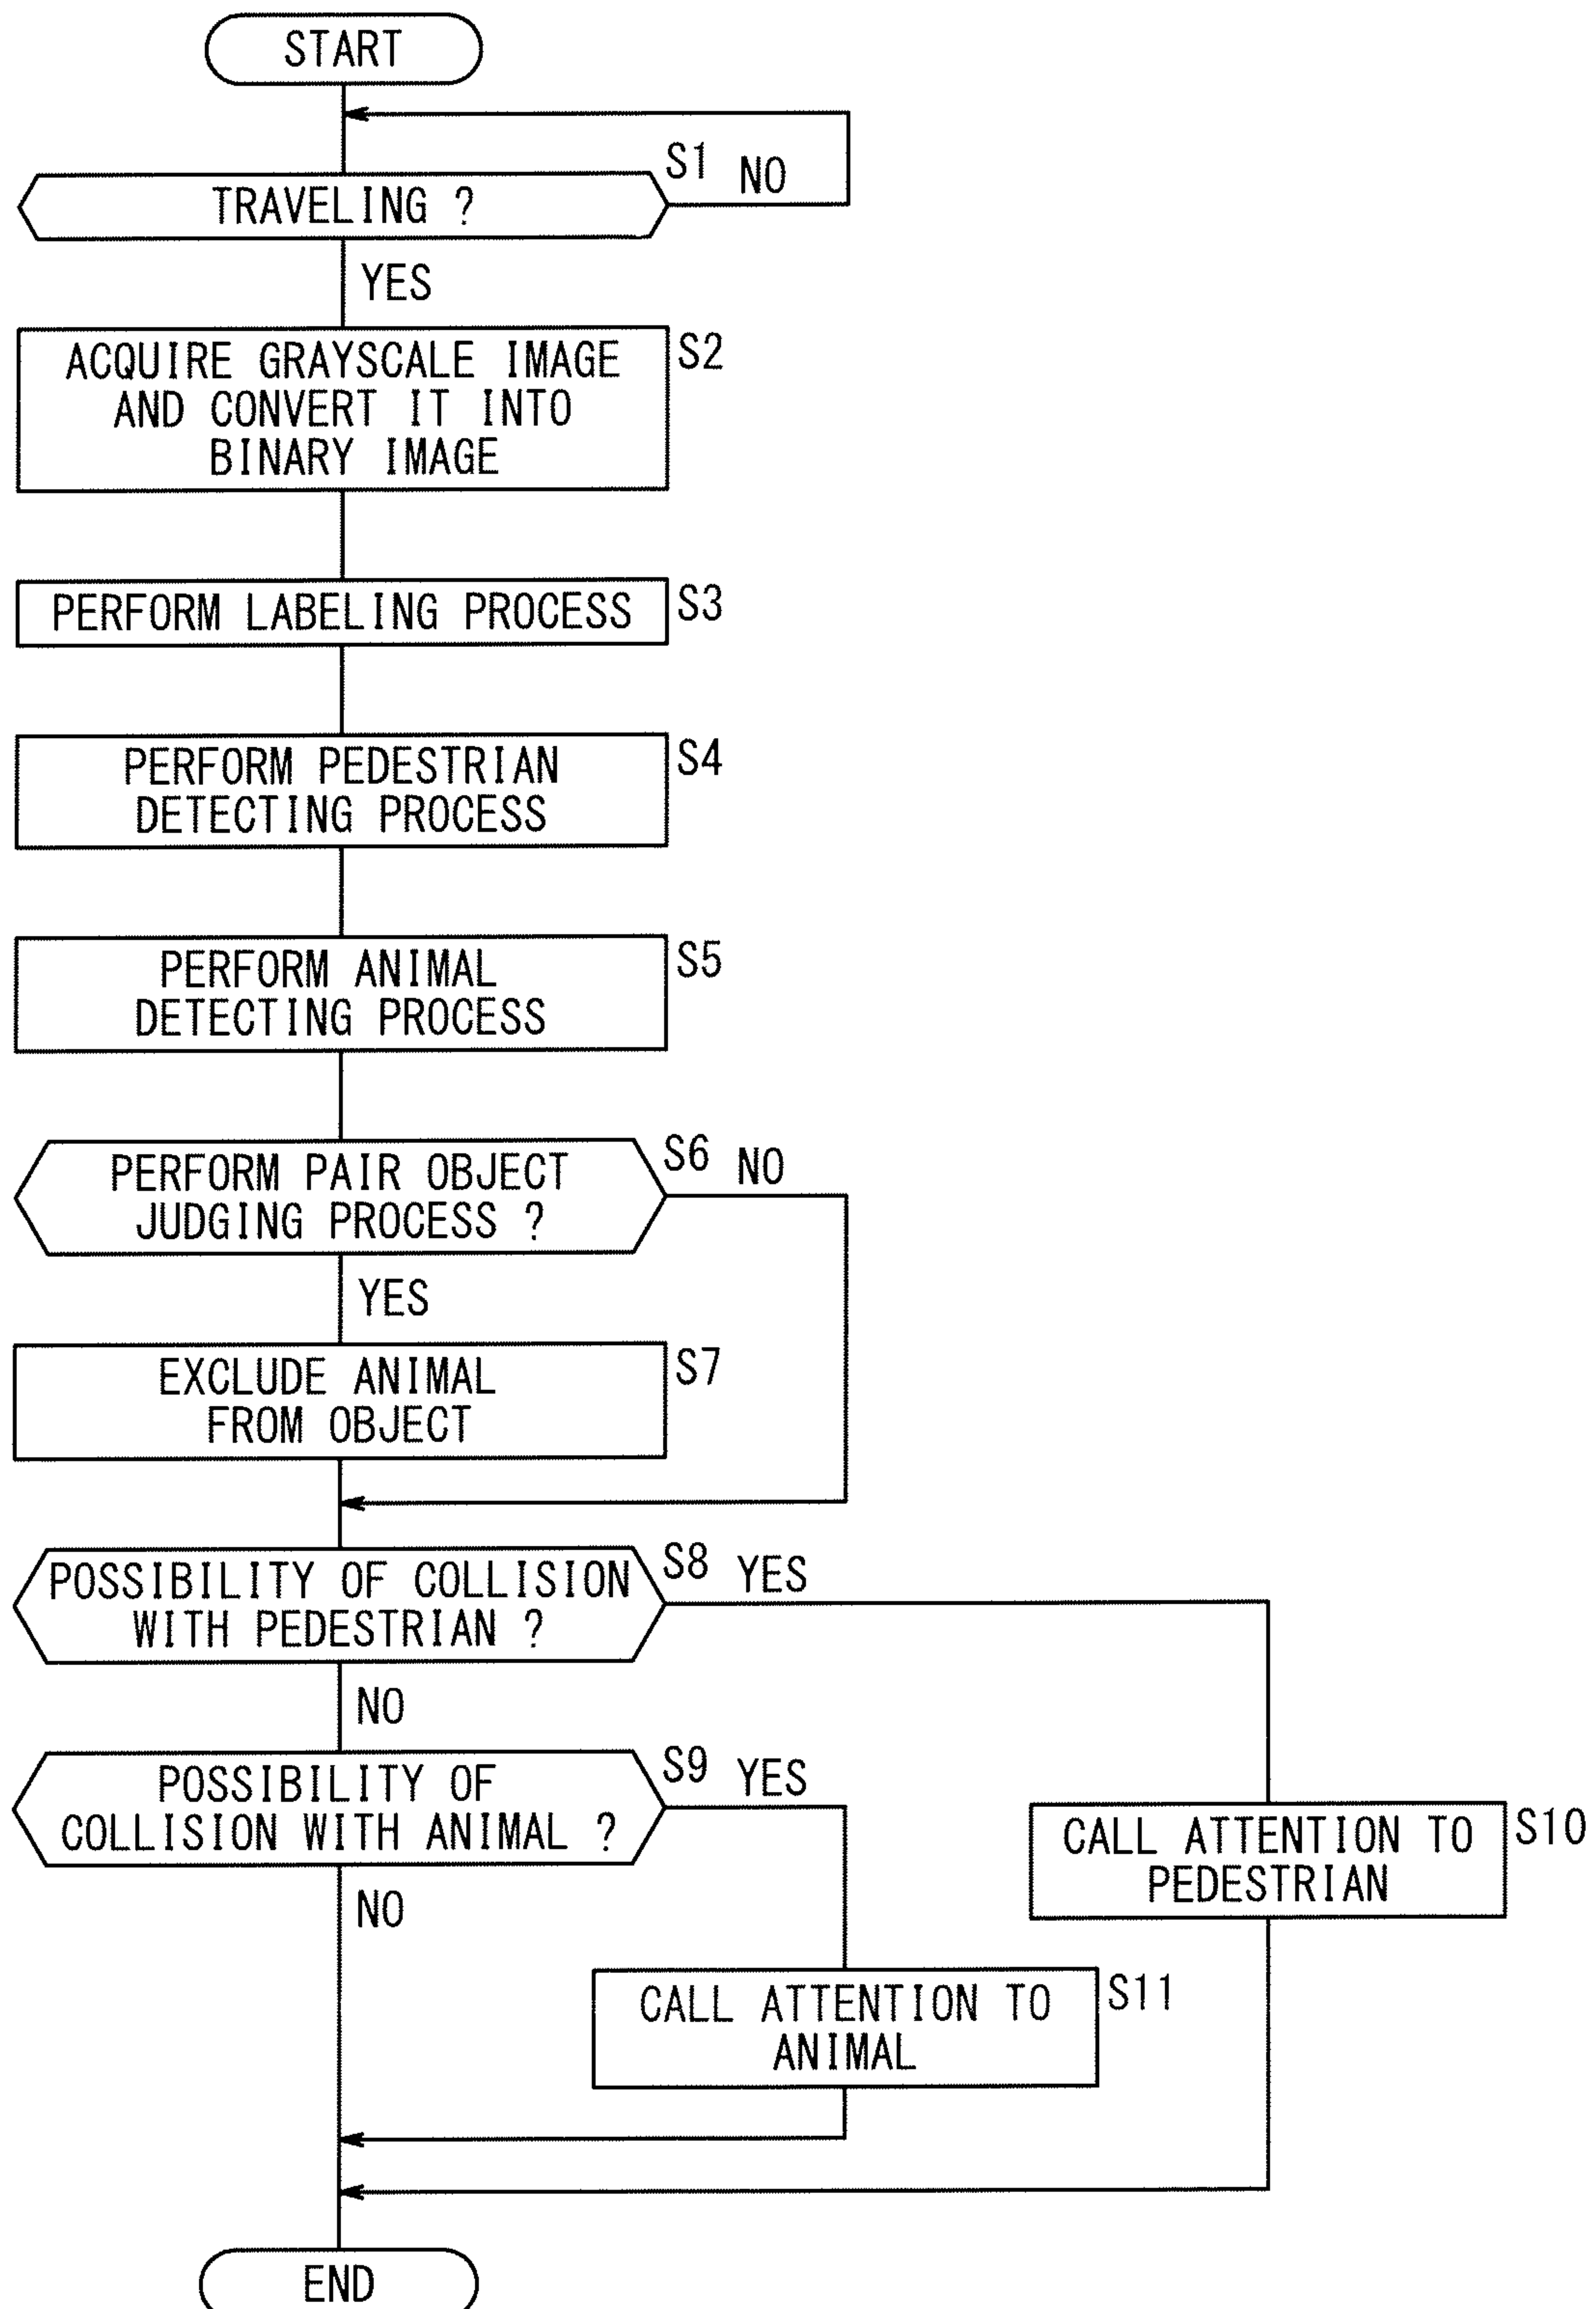 START
S1 NO
TRAVELING ?
YES
ACQUIRE GRAYSCALE IMAGE
AND CONVERT IT INTO
BINARY IMAGE
S2
PERFORM LABELING PROCESS
S3
PERFORM PEDESTRIAN
DETECTING PROCESS
S4
PERFORM ANIMAL
DETECTING PROCESS
S5
PERFORM PAIR OBJECT
JUDGING PROCESS ?
S6 NO
YES
EXCLUDE ANIMAL
FROM OBJECT
S7
POSSIBILITY OF COLLISION
WITH PEDESTRIAN ?
S8 YES
NO
POSSIBILITY OF
COLLISION WITH ANIMAL ?
S9 YES
NO
CALL ATTENTION TO
PEDESTRIAN
S10
CALL ATTENTION TO
ANIMAL
S11
END